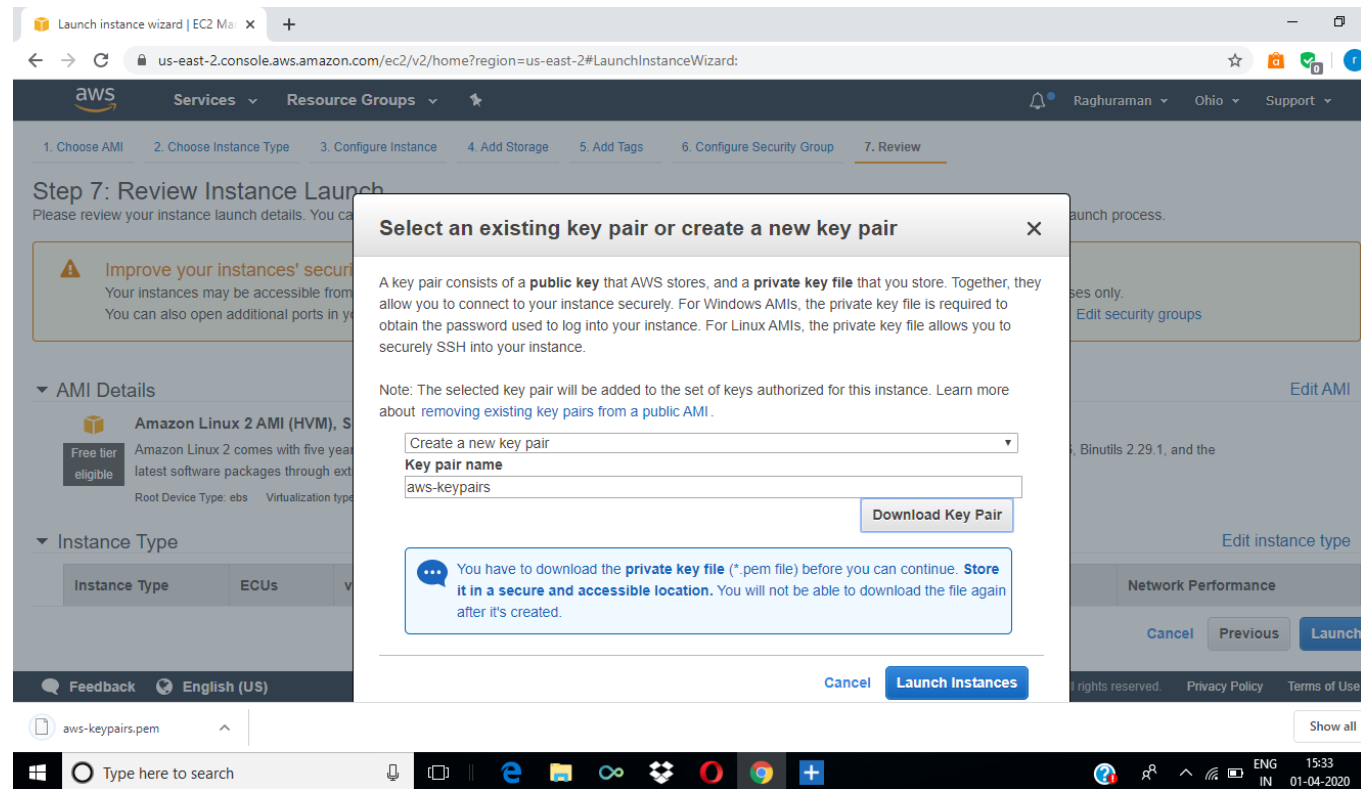 Launch instance wizard | EC2 Ma
us-east-2.console.aws.amazon.com/ec2/v2/home?region=us-east-2#LaunchInstanceWizard:
0
r
aws
Services
Resource Groups
Raghuraman
Ohio
Support
1. Choose AMI
2. Choose Instance Type
3. Configure Instance
4. Add Storage
5. Add Tags
6. Configure Security Group
7. Review
Step 7: Review Instance Launch
Please review your instance launch details. You ca
aunch process.
Improve your instances' securi
Your instances may be accessible from
ses only.
You can also open additional ports in yo
Edit security groups
AMI Details
Edit AMI
Amazon Linux 2 AMI (HVM), S
Free tier
eligible
Amazon Linux 2 comes with five year
, Binutils 2.29.1, and the
latest software packages through ext
Root Device Type: ebs Virtualization type
Instance Type
Edit instance type
Instance Type
ECUs
v
Network Performance
Cancel
Previous
Launch
Select an existing key pair or create a new key pair
A key pair consists of a public key that AWS stores, and a private key file that you store. Together, they
allow you to connect to your instance securely. For Windows AMIs, the private key file is required to
obtain the password used to log into your instance. For Linux AMIs, the private key file allows you to
securely SSH into your instance.
Note: The selected key pair will be added to the set of keys authorized for this instance. Learn more
about removing existing key pairs from a public AMI.
Create a new key pair
Key pair name
aws-keypairs
Download Key Pair
You have to download the private key file (*.pem file) before you can continue. Store
it in a secure and accessible location. You will not be able to download the file again
after it's created.
Cancel
Launch Instances
Feedback
English (US)
ll rights reserved.
Privacy Policy
Terms of Use
aws-keypairs.pem
Show all
Type here to search
ENG
IN
15:33
01-04-2020